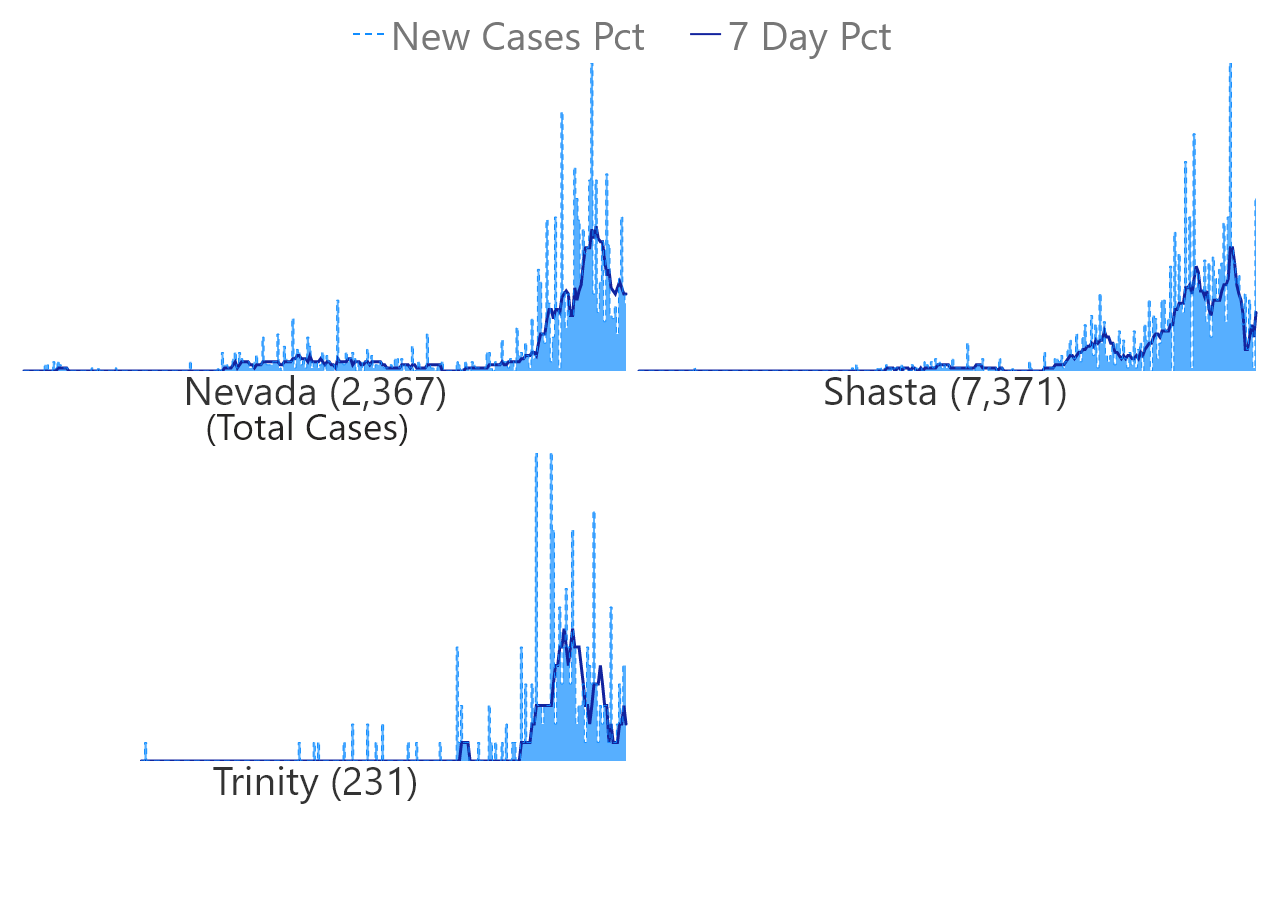 New Cases Pct 7 Day Pct
Nevada (2,367) Shasta (7,371)
(Total Cases)
Trinity (231)